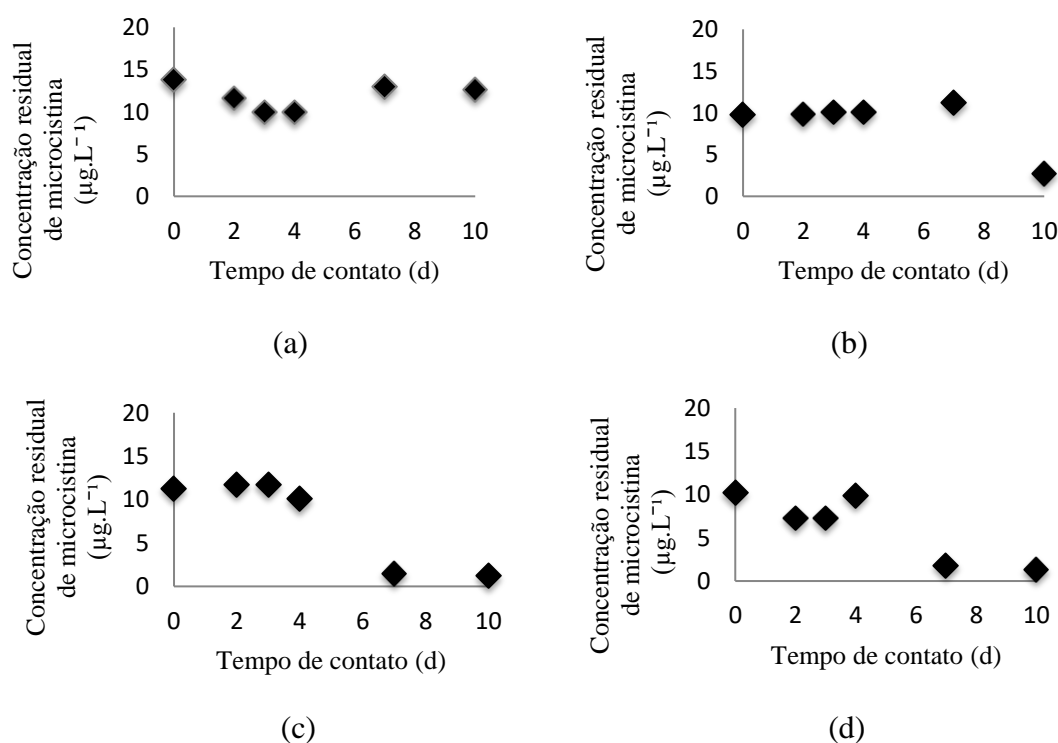 Concentração residual
de microcistina
(µg.L⁻¹)
20
15
10
5
0
0 2 4 6 8 10
Tempo de contato (d)
(a)
Concentração residual
de microcistina
(µg.L⁻¹)
20
15
10
5
0
0 2 4 6 8 10
Tempo de contato (d)
(b)
Concentração residual
de microcistina
(µg.L⁻¹)
20
15
10
5
0
0 2 4 6 8 10
Tempo de contato (d)
(c)
Concentração residual
de microcistina
(µg.L⁻¹)
20
15
10
5
0
0 2 4 6 8 10
Tempo de contato (d)
(d)